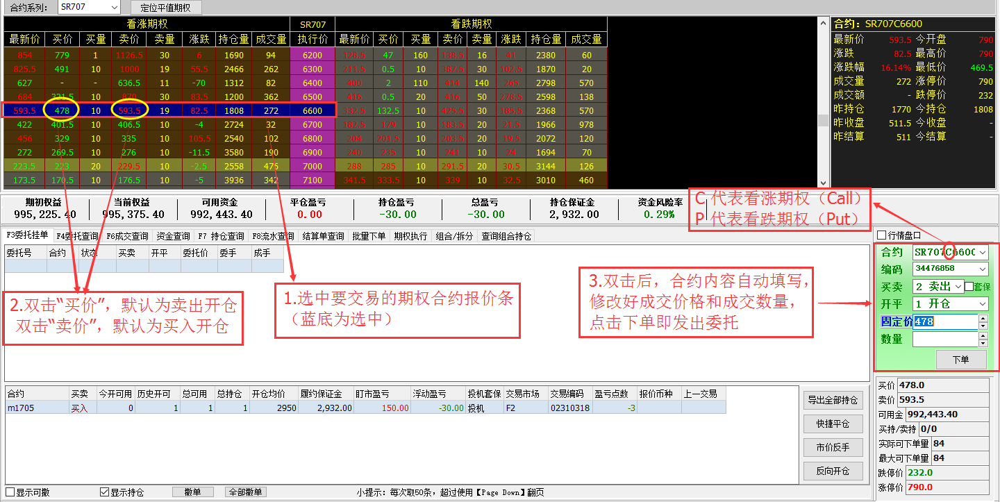 合约系列： SR707 定位平值期权
看涨期权 SR707 看跌期权
最新价 买价 买量 卖价 卖量 涨跌 持仓量 成交量 执行价 最新价 买价 买量 卖价 卖量 涨跌 持仓量 成交量
854 779 1 1126.5 30 6 1690 94 6200 128.5 47 160 138.5 16 41 2380 60
825.5 491 10 1000 19 55.5 2466 262 6300 211.5 0.5 10 387.5 30 102.5 1870 20
627 - - 636.5 11 -70 1312 82 6400 400 2 110 414 140 265 2798 570
684 321.5 10 870 30 83.5 1200 362 6500 416 0.5 20 416 50 228.5 2598 138
593.5 478 10 593.5 19 82.5 1808 272 6600 332.5 132.5 10 425.5 30 185.5 2368 570
422 401.5 10 406.5 10 -4 2724 32 6700 182.5 179 10 183.5 20 21.5 1966 978
456 329 10 335 10 105.5 2540 102 6800 204 201.5 10 203.5 20 19.5 2072 120
272 269.5 10 276 10 -11.5 3580 190 6900 240 235 10 241 10 24 1694 70
223.5 223 20 229.5 10 -2.5 2558 476 7000 288 285 10 291.5 20 30.5 3144 126
173.5 170.5 10 176.5 10 -5 3936 342 7100 341.5 333.5 10 339 10 32.5 3010 460
合约：SR707C6600
最新价 593.5 今开盘 790
涨跌 82.5 最高价 790
涨跌幅 16.14% 最低价 469.5
成交量 272 涨停价 790
成交额 - 跌停价 232
昨持仓 1770 今持仓 1808
昨收盘 511.5 今收盘 -
昨结算 511 今结算 -
期初权益 当前权益 可用资金 平仓盈亏 持仓盈亏 总盈亏 持仓保证金 资金风险率
995,225.40 995,375.40 992,443.40 0.00 -30.00 -30.00 2,932.00 0.29%
C 代表看涨期权（Call）
P 代表看跌期权（Put）
F3委托挂单 F4委托查询 F6成交查询 资金查询 F7 持仓查询 F8流水查询 结算单查询 批量下单 期权执行 组合/拆分 查询组合持仓
委托号 合约 状态 买卖 开平 委托价 委手 成手
2.双击“买价”，默认为卖出开仓
双击“卖价”，默认为买入开仓
1.选中要交易的期权合约报价条
（蓝底为选中）
3.双击后，合约内容自动填写，
修改好成交价格和成交数量，
点击下单即发出委托
行情盘口
合约 SR707C6600
编码 34476858
买卖 2 卖出 套保
开平 1 开仓
固定价 478
数量
下单
买价 478.0
卖价 593.5
可用金 992,443.40
买持/卖持 0/0
实际可下单量 84
最大可下单量 84
跌停价 232.0
涨停价 790.0
合约 买卖 今开可用 历史开可 总可用 总持仓 开仓均价 履约保证金 盯市盈亏 浮动盈亏 投机套保 交易市场 交易编码 盈亏点数 报价币种 上一交易
m1705 买入 0 1 1 1 2950 2,932.00 150.00 -30.00 投机 F2 02310318 -3
导出全部持仓
快捷平仓
市价反手
反向开仓
显示可撤 显示持仓 撤单 全部撤单 小提示：每次取50条，超过使用【Page Down】翻页